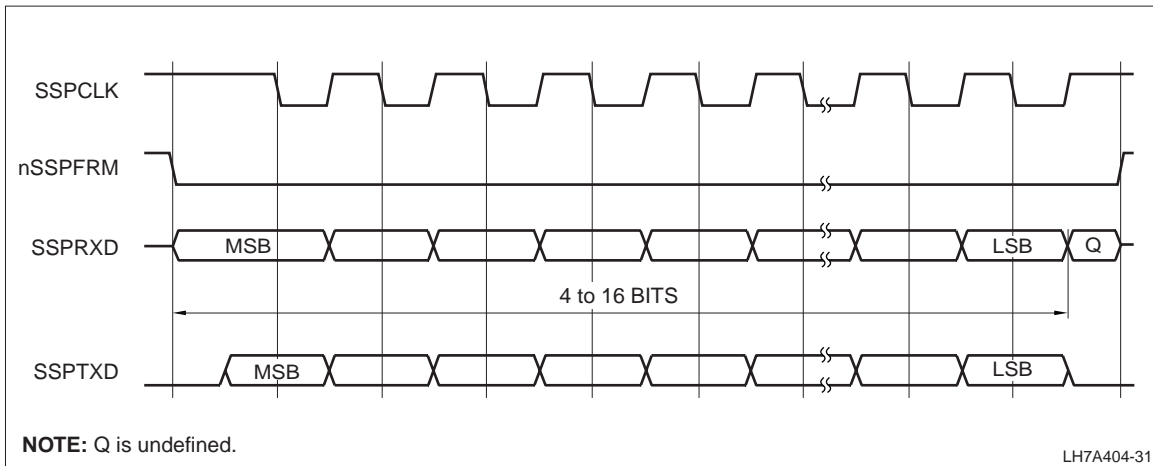 SSPCLK
nSSPFRM
SSPRXD
MSB
LSB
Q
4 to 16 BITS
SSPTXD
MSB
LSB
NOTE: Q is undefined.
LH7A404-31